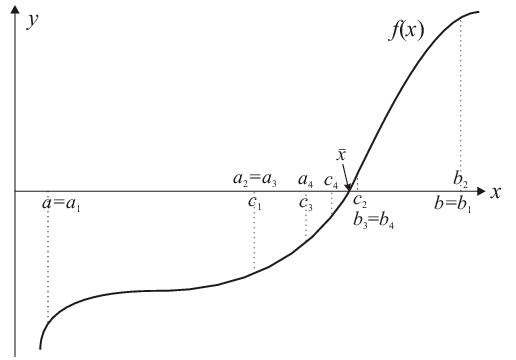 y
f(x)
x̄
a₂=a₃ a₄ c₄ b₂
x
a=a₁ c₁ c₃ c₂ b=b₁
b₃=b₄